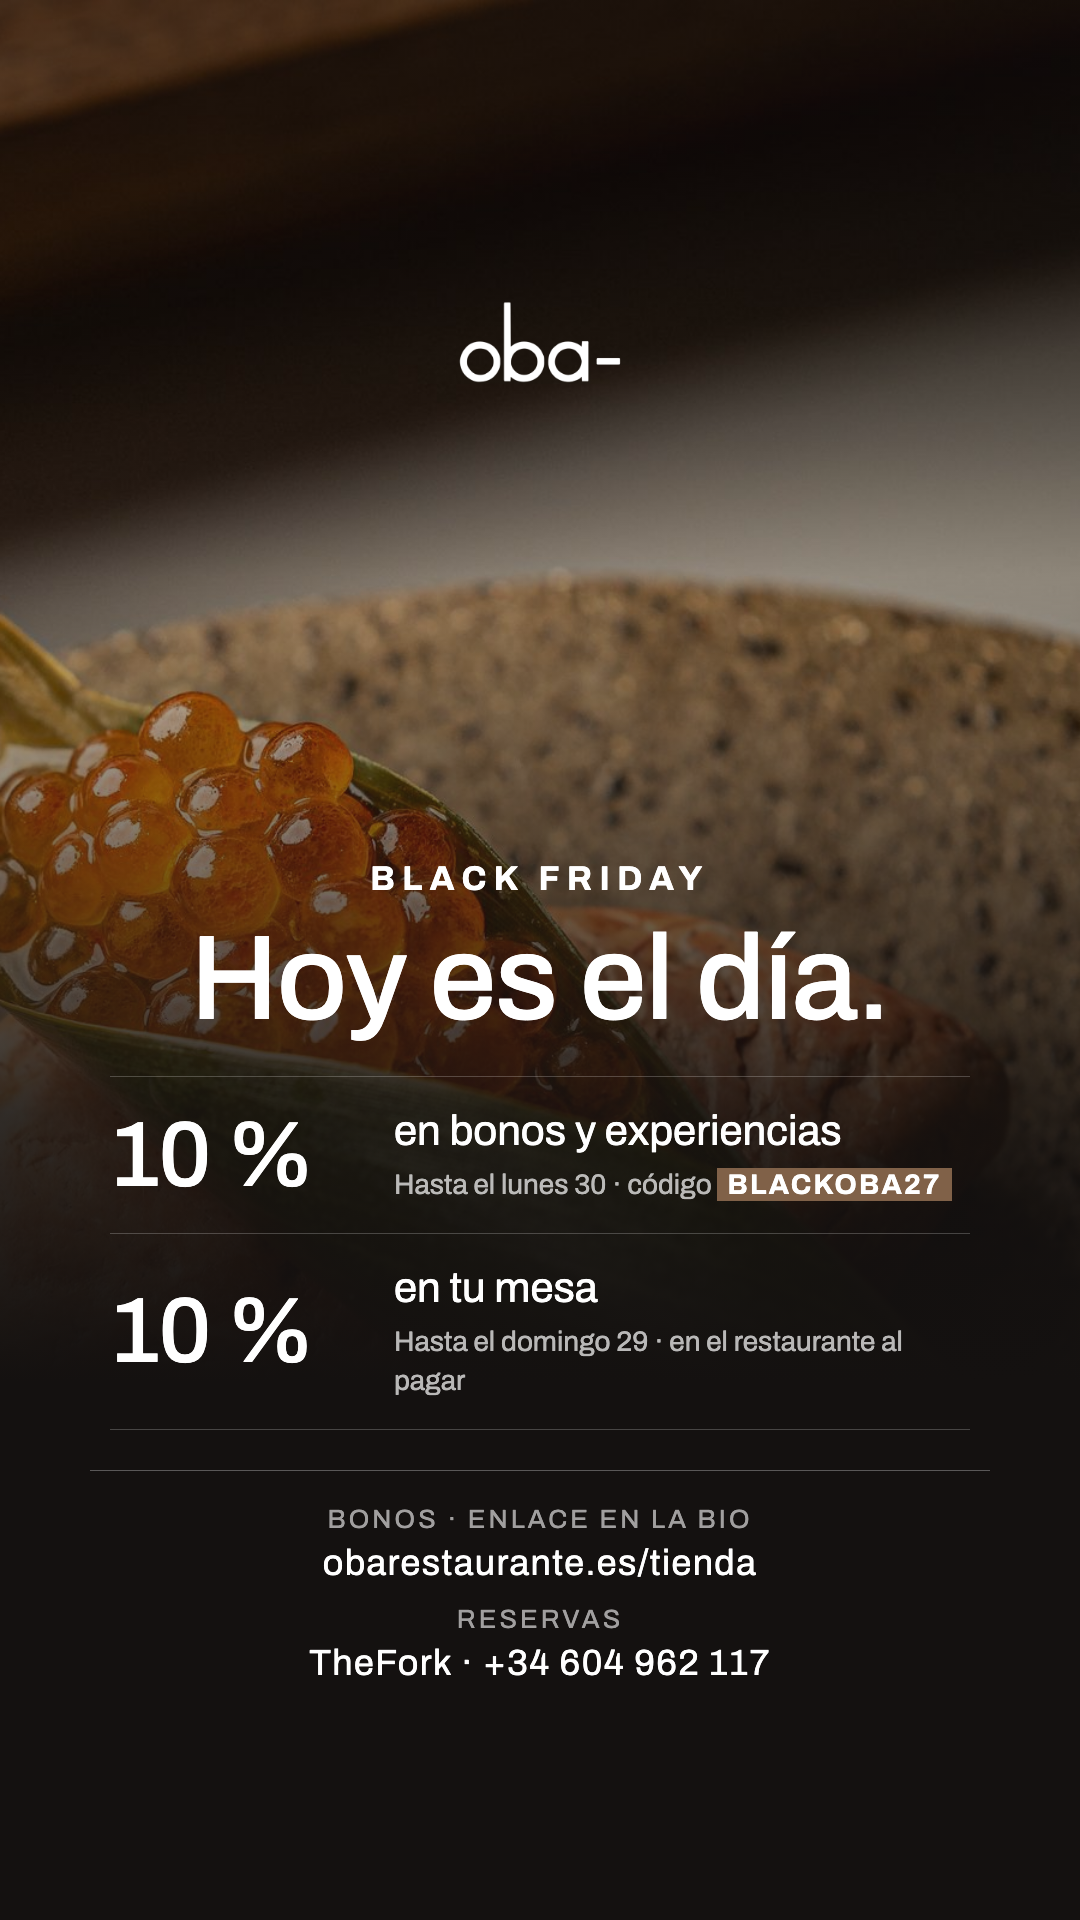 oba-
BLACK FRIDAY
Hoy es el día.
10 %
en bonos y experiencias
Hasta el lunes 30 · código BLACKOBA27
10 %
en tu mesa
Hasta el domingo 29 · en el restaurante al
pagar
BONOS · ENLACE EN LA BIO
obarestaurante.es/tienda
RESERVAS
TheFork · +34 604 962 117